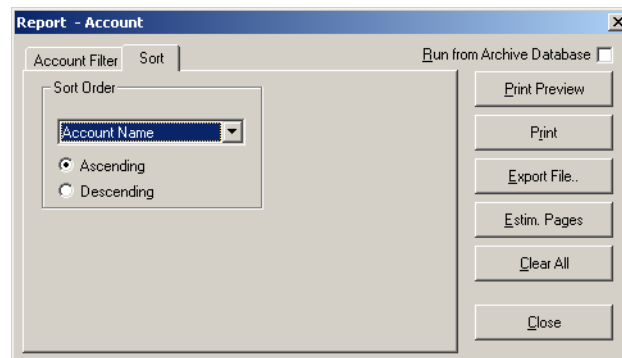 Report - Account
Account Filter
Sort
Run from Archive Database
Sort Order
Account Name
Ascending
Descending
Print Preview
Print
Export File..
Estim. Pages
Clear All
Close